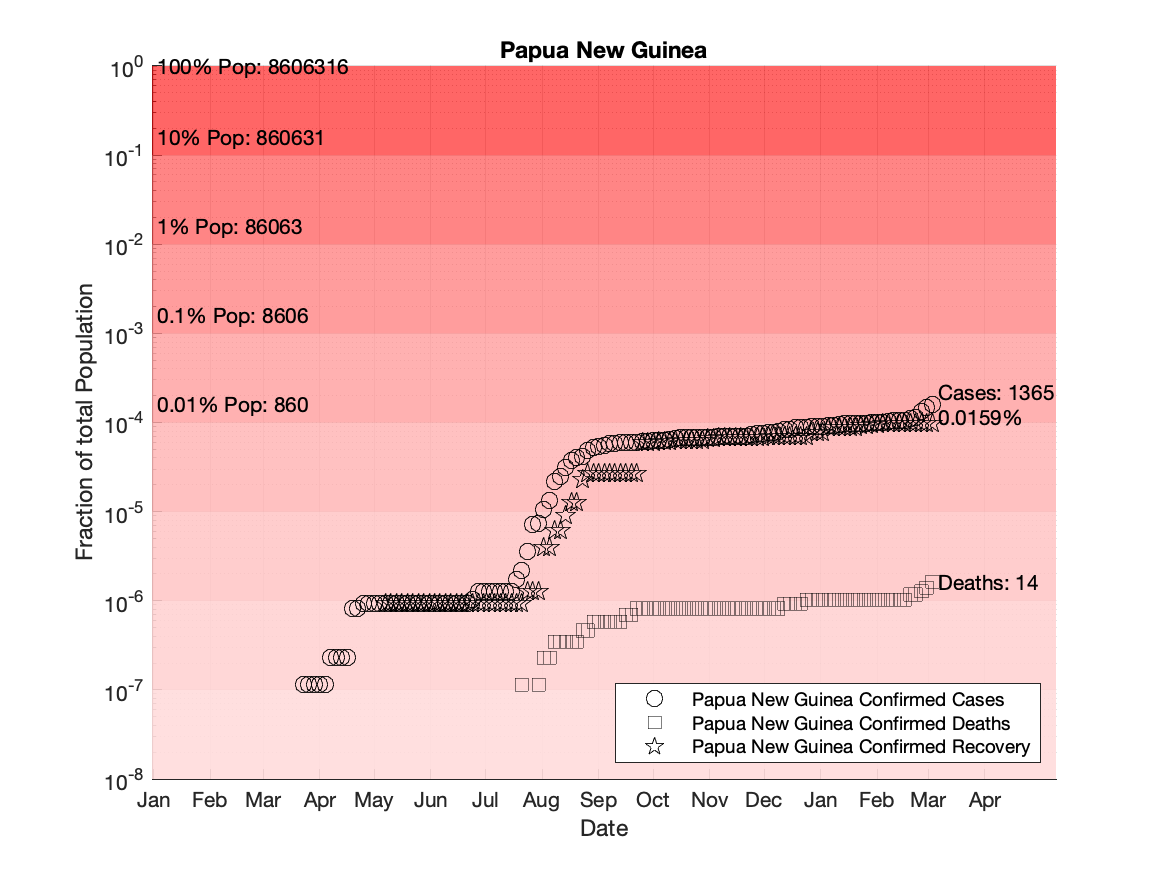 Papua New Guinea
10^0
100% Pop: 8606316
10% Pop: 860631
10^-1
1% Pop: 86063
10^-2
0.1% Pop: 8606
10^-3
0.01% Pop: 860
10^-4
10^-5
10^-6
10^-7
10^-8
Fraction of total Population
Cases: 1365
0.0159%
Deaths: 14
Papua New Guinea Confirmed Cases
Papua New Guinea Confirmed Deaths
Papua New Guinea Confirmed Recovery
Jan Feb Mar Apr May Jun Jul Aug Sep Oct Nov Dec Jan Feb Mar Apr
Date